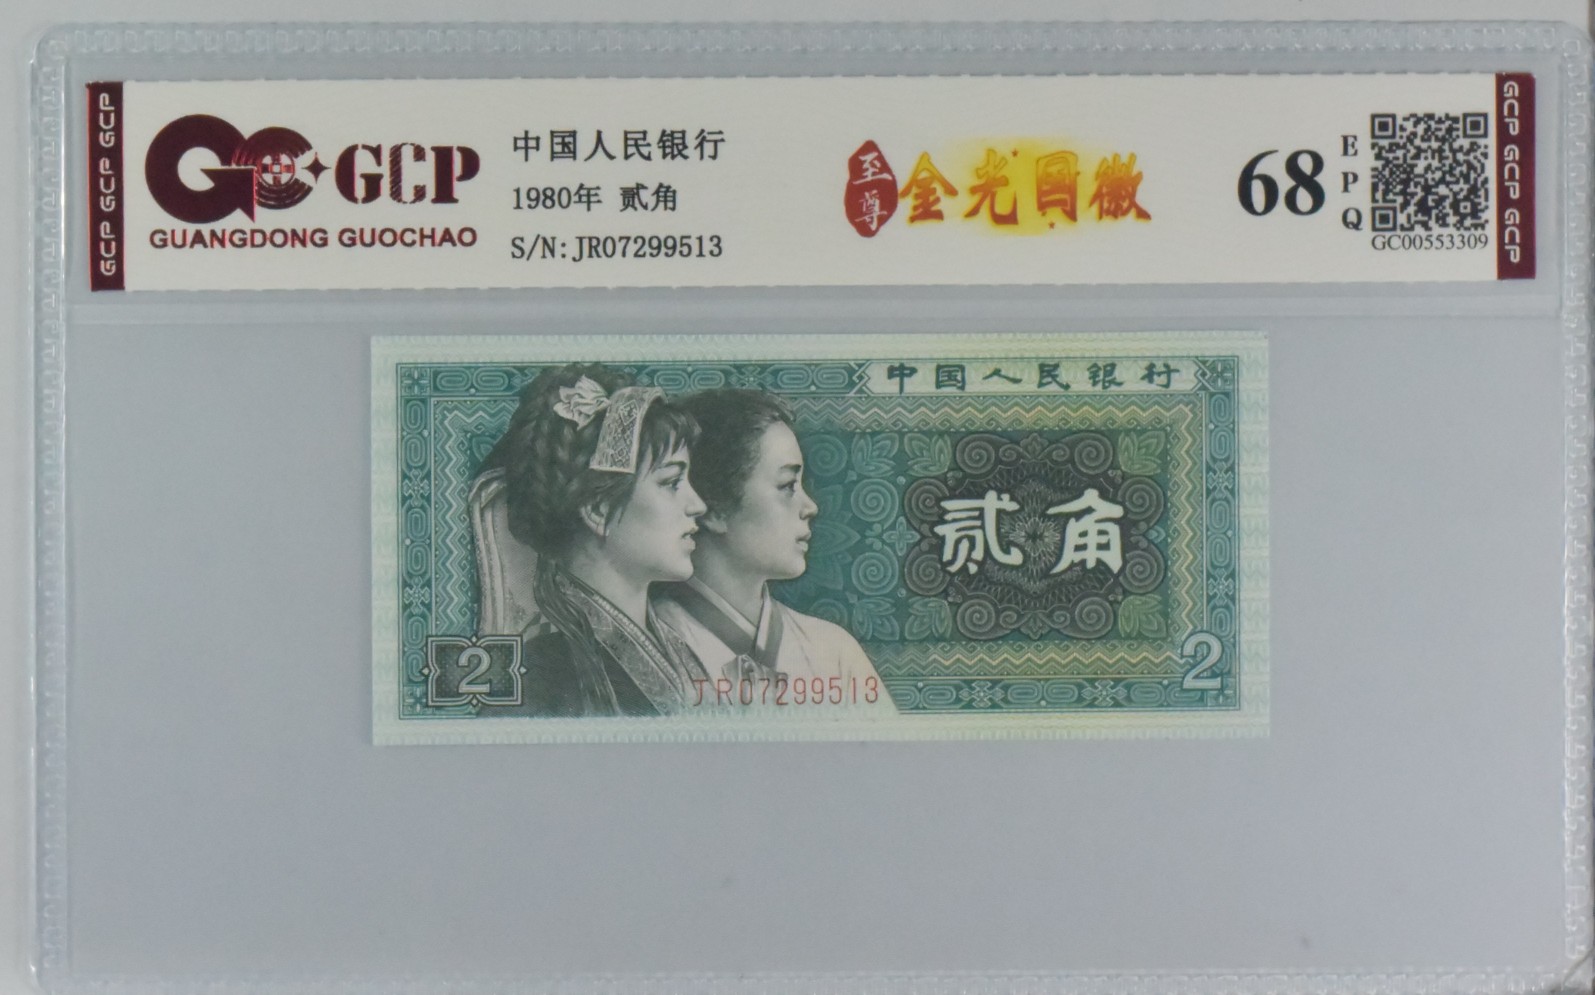 GCP GCP GCP
GCP
GUANGDONG GUOCHAO
中国人民银行
1980年 贰角
S/N:JR07299513
至尊
金光国徽
68
EPQ
GC00553309
GCP GCP GCP
中国人民银行
贰角
2
JR07299513
2